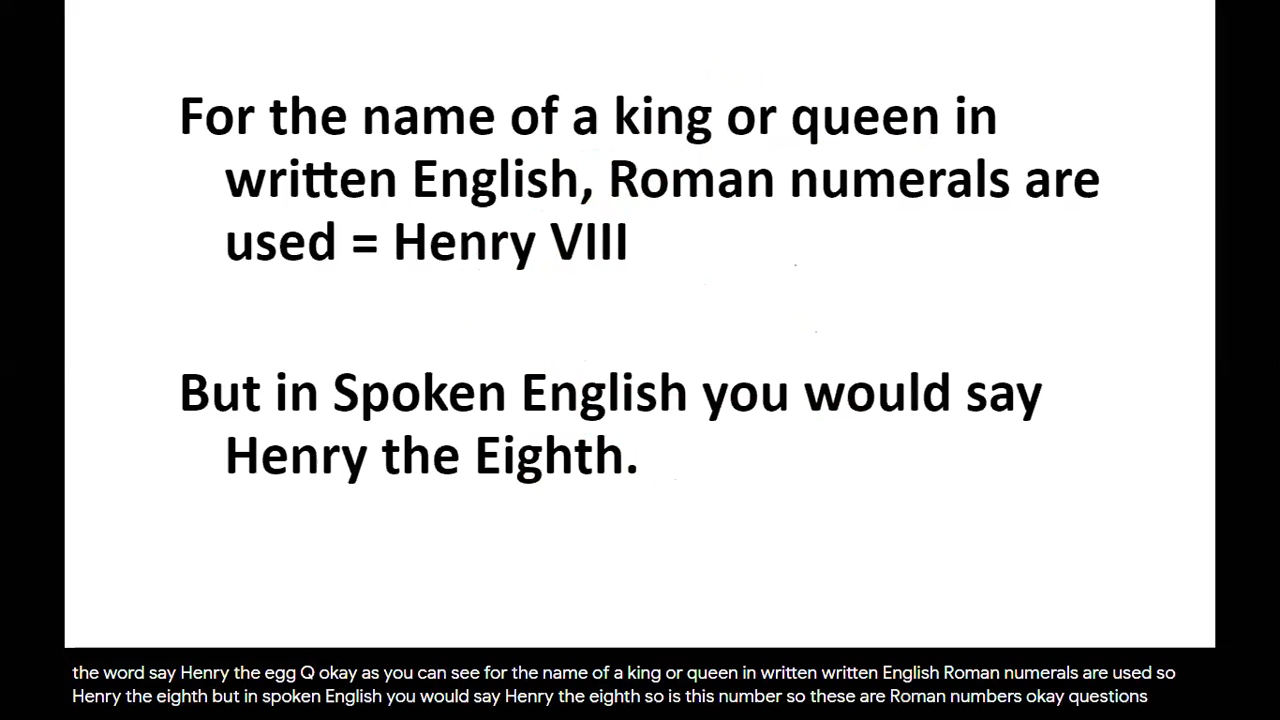 For the name of a king or queen in
written English, Roman numerals are
used = Henry VIII
But in Spoken English you would say
Henry the Eighth.
the word say Henry the egg Q okay as you can see for the name of a king or queen in written written English Roman numerals are used so
Henry the eighth but in spoken English you would say Henry the eighth so is this number so these are Roman numbers okay questions